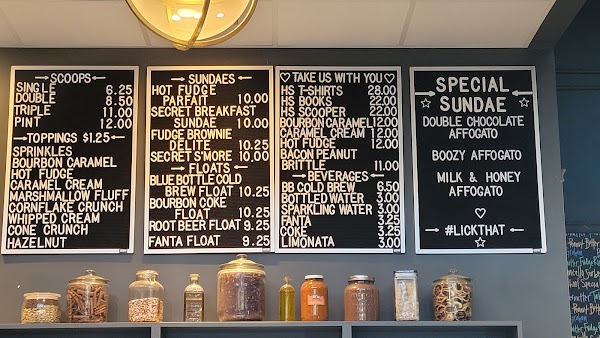 SCOOPS
SINGLE 6.25
DOUBLE 8.50
TRIPLE 11.00
PINT 12.00
TOPPINGS $1.25
SPRINKLES
BOURBON CARAMEL
HOT FUDGE
CARAMEL CREAM
MARSHMALLOW FLUFF
CORNFLAKE CRUNCH
WHIPPED CREAM
CONE CRUNCH
HAZELNUT
SUNDAES
HOT FUDGE
PARFAIT 10.00
SECRET BREAKFAST
SUNDAE 10.00
FUDGE BROWNIE
DELITE 10.25
SECRET S'MORE 10.00
FLOATS
BLUE BOTTLE COLD
BREW FLOAT 10.25
BOURBON COKE
FLOAT 10.25
ROOT BEER FLOAT 9.25
FANTA FLOAT 9.25
TAKE US WITH YOU
HS T-SHIRTS 28.00
HS BOOKS 22.00
HS SCOOPER 22.00
BOURBON CARAMEL 12.00
CARAMEL CREAM 12.00
HOT FUDGE 12.00
BACON PEANUT
BRITTLE 11.00
BEVERAGES
BB COLD BREW 6.50
BOTTLED WATER 3.00
SPARKLING WATER 3.00
FANTA 3.25
COKE 3.25
LIMONATA 3.00
SPECIAL
SUNDAE
DOUBLE CHOCOLATE
AFFOGATO
BOOZY AFFOGATO
MILK & HONEY
AFFOGATO
#LICKTHAT